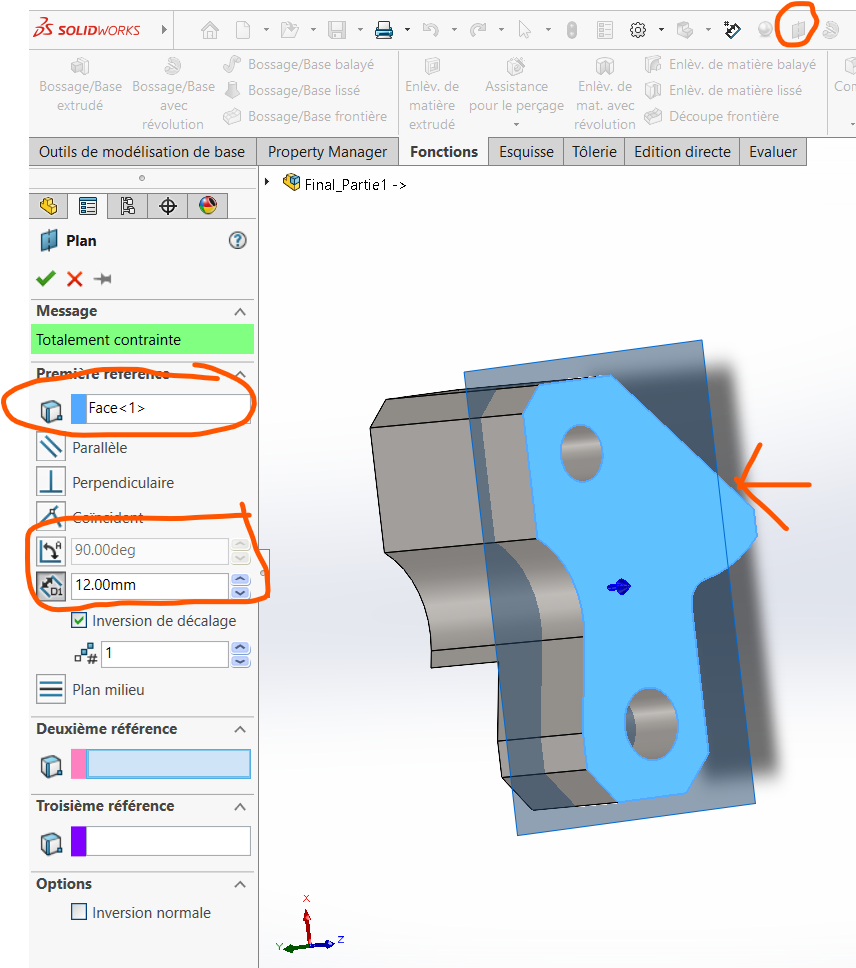 SOLIDWORKS
Bossage/Base extrudé
Bossage/Base avec révolution
Bossage/Base balayé
Bossage/Base lissé
Bossage/Base frontière
Enlèv. de matière extrudé
Assistance pour le perçage
Enlèv. de mat. avec révolution
Enlèv. de matière balayé
Enlèv. de matière lissé
Découpe frontière
Outils de modélisation de base
Property Manager
Fonctions
Esquisse
Tôlerie
Edition directe
Evaluer
Final_Partie1 ->
Plan
Message
Totalement contrainte
Première référence
Face<1>
Parallèle
Perpendiculaire
Coïncident
90.00deg
D1
12.00mm
Inversion de décalage
# 1
Plan milieu
Deuxième référence
Troisième référence
Options
Inversion normale
X
Y
Z